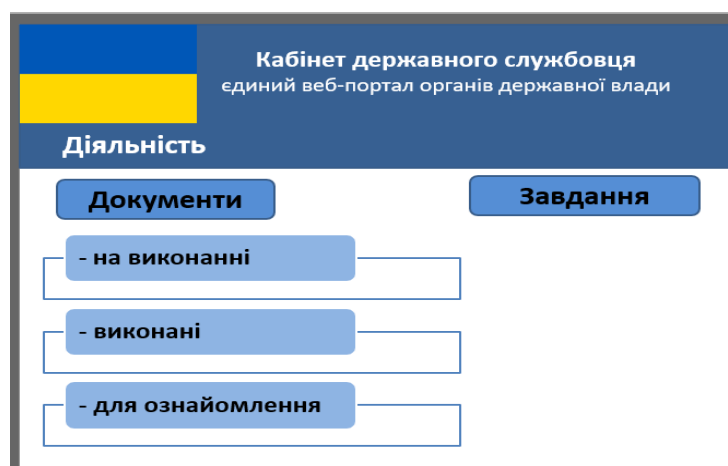 Кабінет державного службовця
єдиний веб-портал органів державної влади
Діяльність
Документи
Завдання
- на виконанні
- виконані
- для ознайомлення